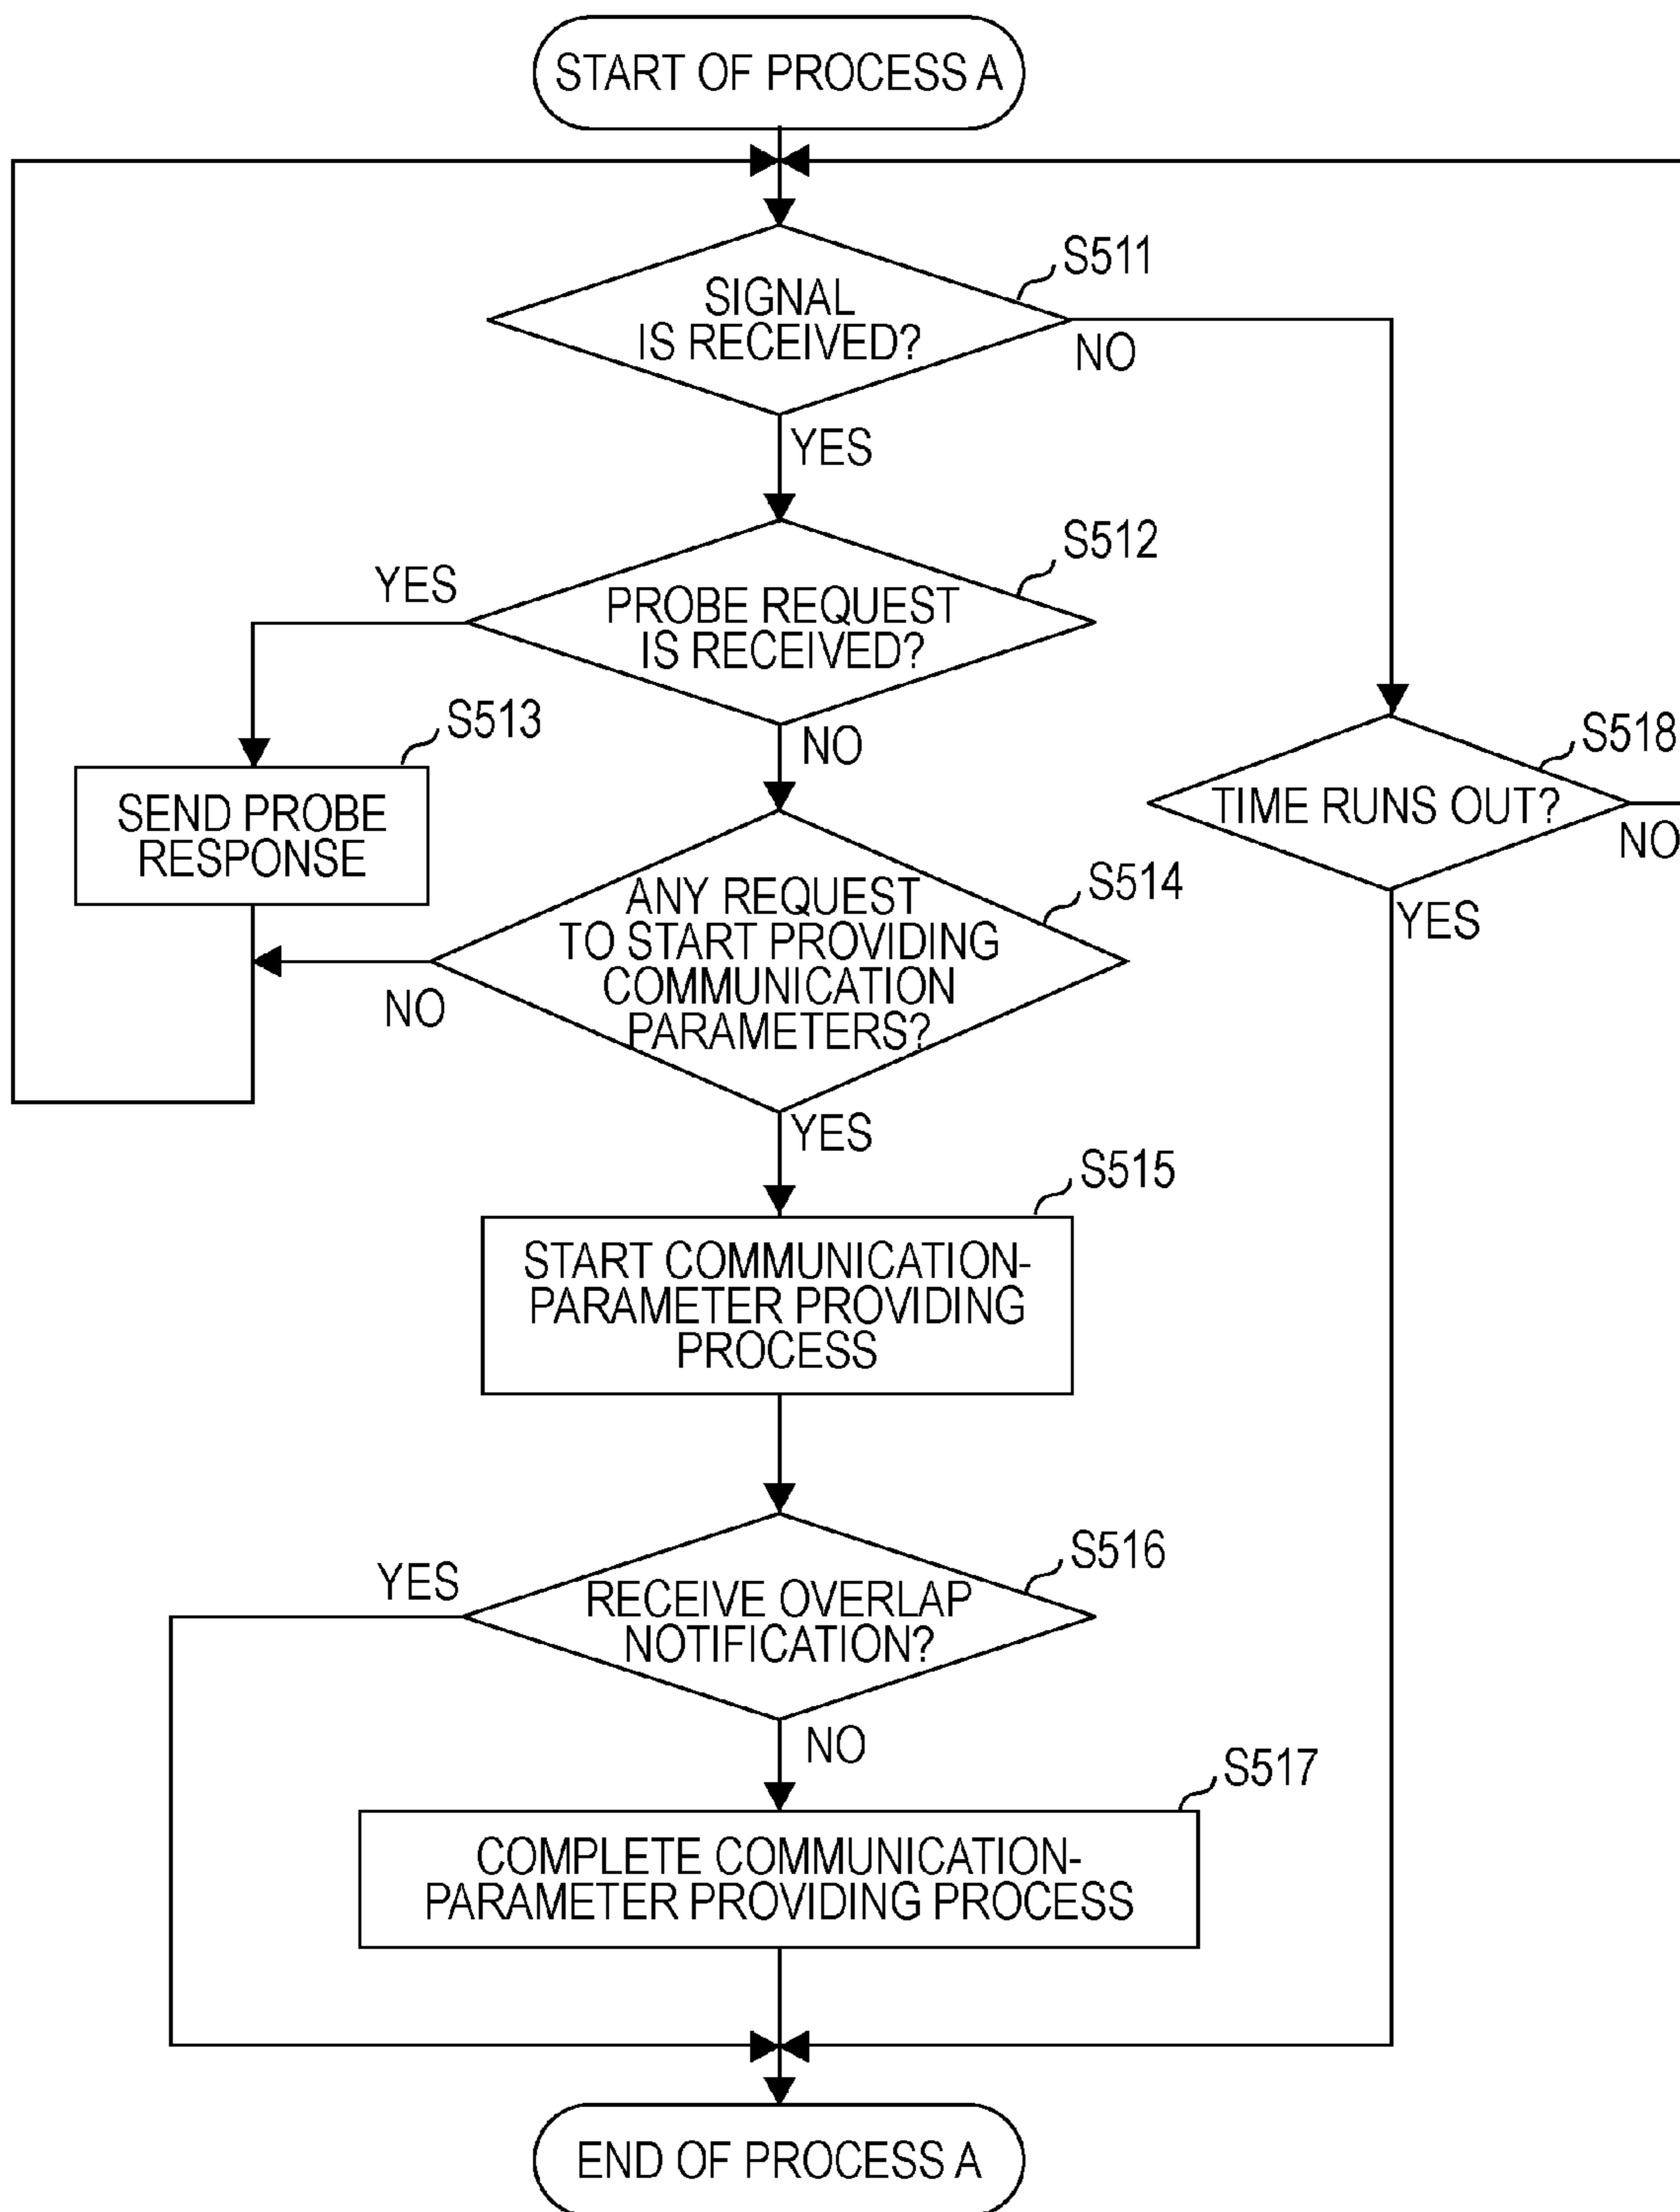 START OF PROCESS A
S511
SIGNAL
IS RECEIVED?
NO
YES
S512
YES
PROBE REQUEST
IS RECEIVED?
S513
NO
S518
SEND PROBE
RESPONSE
TIME RUNS OUT?
NO
S514
ANY REQUEST
TO START PROVIDING
COMMUNICATION
PARAMETERS?
YES
NO
YES
S515
START COMMUNICATION-
PARAMETER PROVIDING
PROCESS
S516
YES
RECEIVE OVERLAP
NOTIFICATION?
NO
S517
COMPLETE COMMUNICATION-
PARAMETER PROVIDING PROCESS
END OF PROCESS A